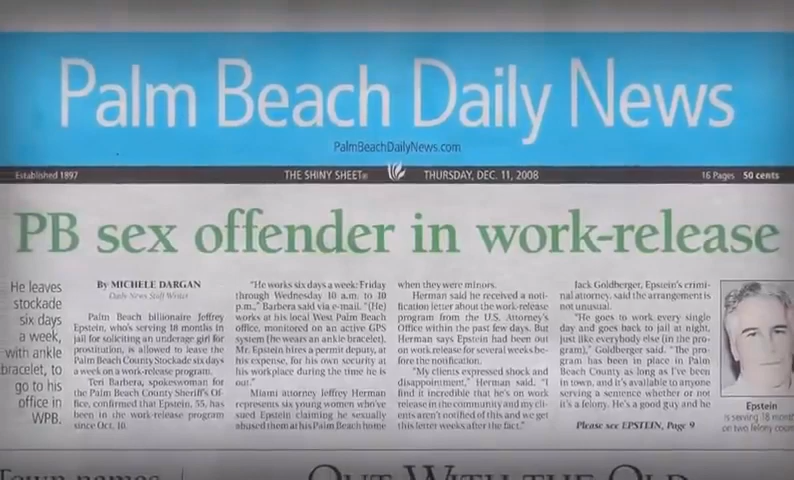 Palm Beach Daily News
PalmBeachDailyNews.com
Established 1897 THE SHINY SHEET® THURSDAY, DEC. 11, 2008 16 Pages 50 cents
PB sex offender in work-release
He leaves
stockade
six days
a week,
with ankle
bracelet, to
go to his
office in
WPB.
By MICHELE DARGAN
Daily News Staff Writer
Palm Beach billionaire Jeffrey
Epstein, who's serving 18 months in
jail for soliciting an underage girl for
prostitution, is allowed to leave the
Palm Beach County Stockade six days
a week on a work-release program.
Teri Barbera, spokeswoman for
the Palm Beach County Sheriff's Of-
fice, confirmed that Epstein, 55, has
been in the work-release program
since Oct. 10.
"He works six days a week: Friday
through Wednesday 10 a.m. to 10
p.m.," Barbera said via e-mail. "(He)
works at his local West Palm Beach
office, monitored on an active GPS
system (he wears an ankle bracelet).
Mr. Epstein hires a permit deputy, at
his expense, for his own security at
his workplace during the time he is
out."
Miami attorney Jeffrey Herman
represents six young women who've
sued Epstein claiming he sexually
abused them at his Palm Beach home
when they were minors.
Herman said he received a noti-
fication letter about the work-release
program from the U.S. Attorney's
Office within the past few days. But
Herman says Epstein had been out
on work release for several weeks be-
fore the notification.
"My clients expressed shock and
disappointment," Herman said. "I
find it incredible that he's on work
release in the community and my cli-
ents aren't notified of this and we get
this letter weeks after the fact."
Jack Goldberger, Epstein's crimi-
nal attorney, said the arrangement is
not unusual.
"He goes to work every single
day and goes back to jail at night,
just like everybody else (in the pro-
gram)," Goldberger said. "The pro-
gram has been in place in Palm
Beach County as long as I've been
in town, and it's available to anyone
serving a sentence whether or not
it's a felony. He's a good guy and he
Please see EPSTEIN, Page 9
Epstein
is serving 18 month
on two felony coun
Town names
OUT WITH THE OLD